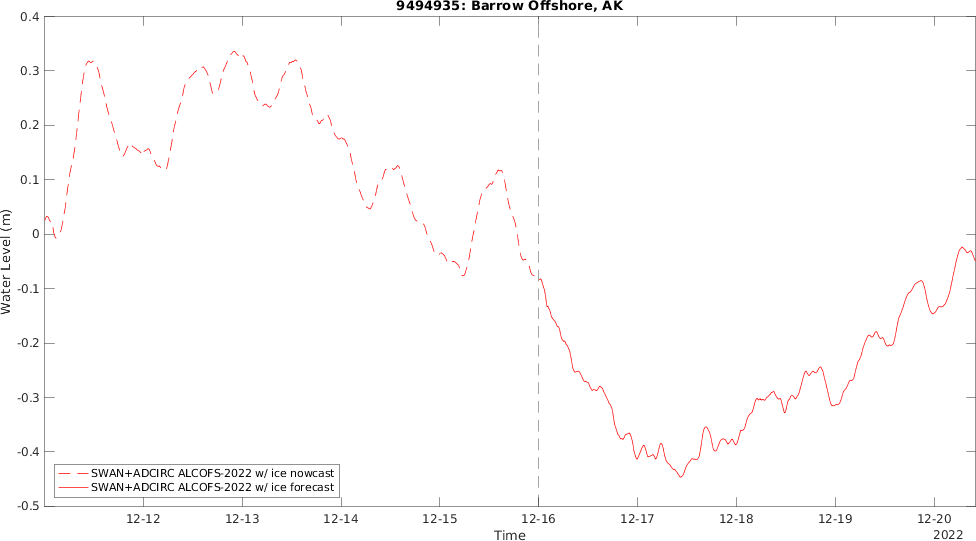 9494935: Barrow Offshore, AK
0.4
0.3
0.2
0.1
0
-0.1
-0.2
-0.3
-0.4
-0.5
Water Level (m)
SWAN+ADCIRC ALCOFS-2022 w/ ice nowcast
SWAN+ADCIRC ALCOFS-2022 w/ ice forecast
12-12 12-13 12-14 12-15 12-16 12-17 12-18 12-19 12-20
Time
2022